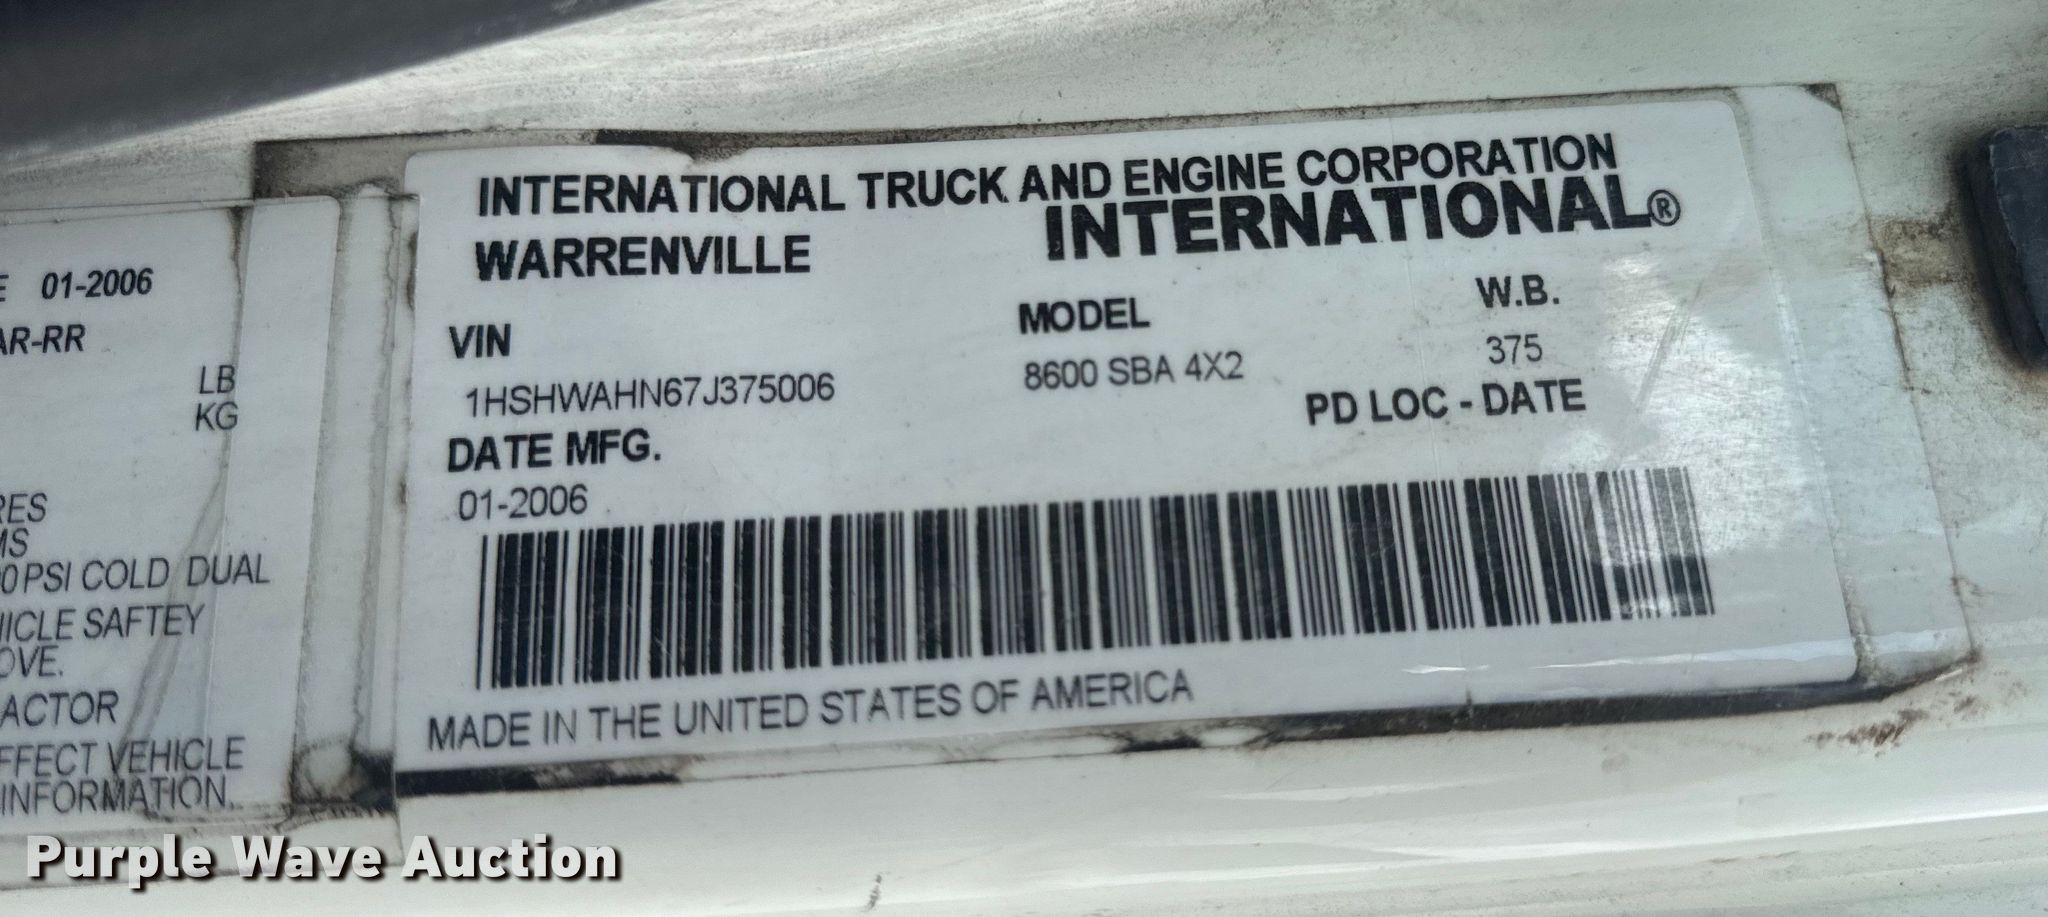 E 01-2006
AR-RR
LB
KG
RES
MS
0 PSI COLD DUAL
HICLE SAFTEY
OVE.
ACTOR
FFECT VEHICLE
INFORMATION.
INTERNATIONAL TRUCK AND ENGINE CORPORATION
WARRENVILLE INTERNATIONAL®
VIN MODEL W.B.
1HSHWAHN67J375006 8600 SBA 4X2 375
DATE MFG. PD LOC - DATE
01-2006
MADE IN THE UNITED STATES OF AMERICA
Purple Wave Auction